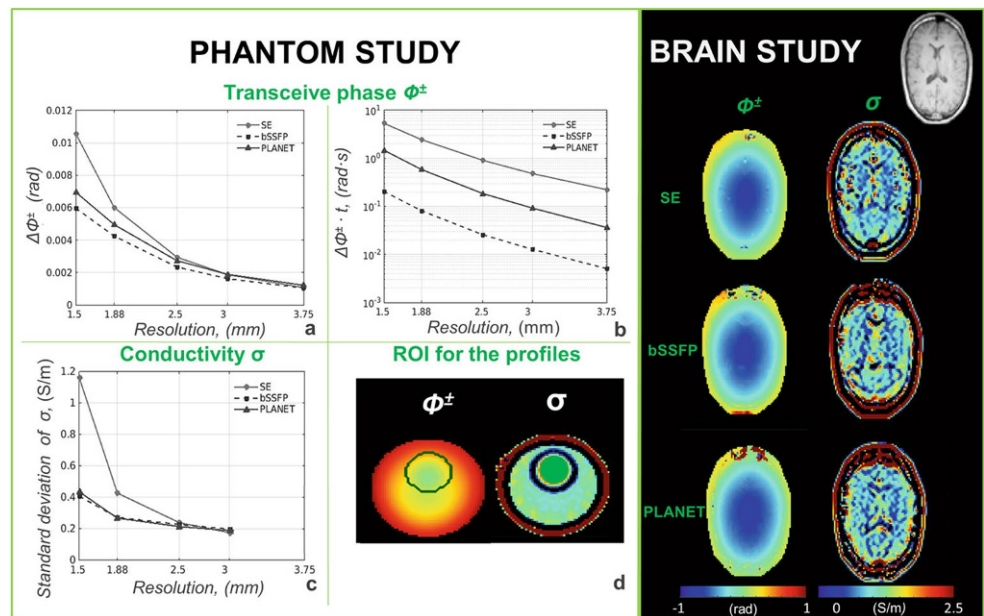 PHANTOM STUDY
Transceive phase Φ±
0.012
0.01
0.008
0.006
0.004
0.002
0
ΔΦ± (rad)
SE
bSSFP
PLANET
1.5 1.88 2.5 3 3.75
Resolution, (mm)
a
10^1
10^0
10^-1
10^-2
10^-3
ΔΦ± · t, (rad·s)
SE
bSSFP
PLANET
1.5 1.88 2.5 3 3.75
Resolution, (mm)
b
Conductivity σ
1.2
1
0.8
0.6
0.4
0.2
0
Standard deviation of σ, (S/m)
SE
bSSFP
PLANET
1.5 1.88 2.5 3 3.75
Resolution, (mm)
c
ROI for the profiles
Φ± σ
d
BRAIN STUDY
Φ± σ
SE
bSSFP
PLANET
-1 (rad) 1
0 (S/m) 2.5